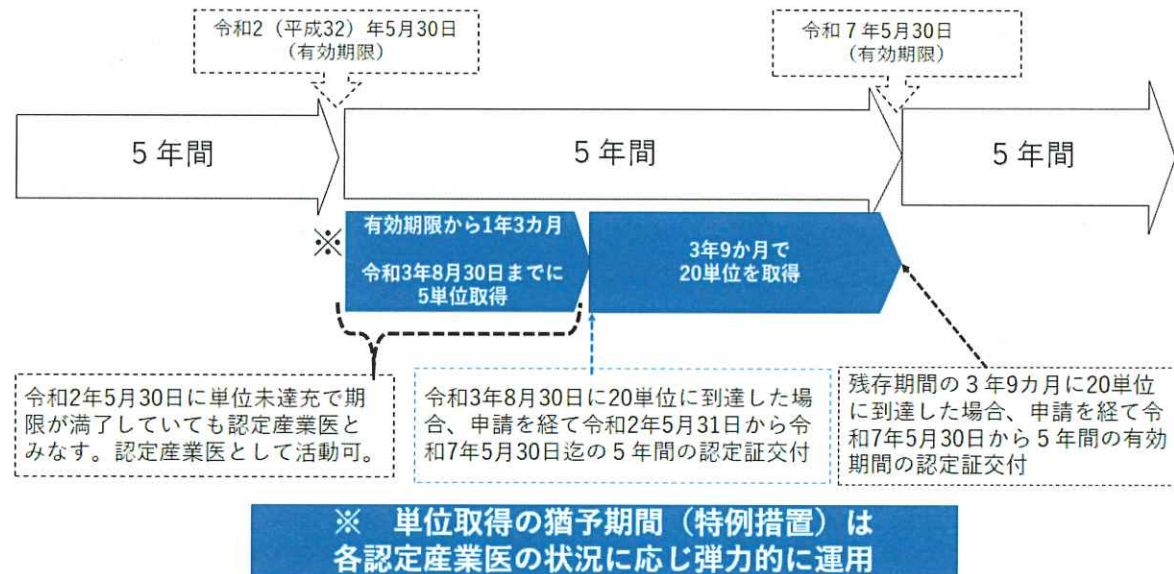 令和2（平成32）年5月30日
（有効期限）
令和７年5月30日
（有効期限）
５年間
５年間
５年間
※
有効期限から1年3カ月
令和3年8月30日までに
5単位取得
3年9か月で
20単位を取得
令和2年5月30日に単位未達充で期
限が満了していても認定産業医と
みなす。認定産業医として活動可。
令和3年8月30日に20単位に到達した場
合、申請を経て令和2年5月31日から令
和7年5月30日迄の５年間の認定証交付
残存期間の３年9カ月に20単位
に到達した場合、申請を経て令
和7年5月30日から５年間の有効
期間の認定証交付
※　単位取得の猶予期間（特例措置）は
各認定産業医の状況に応じ弾力的に運用